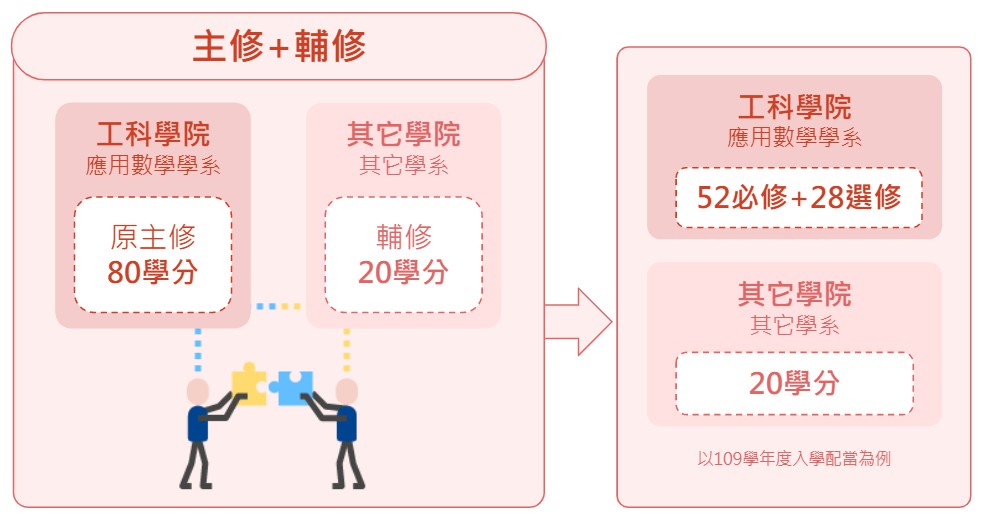 主修+輔修
工科學院
應用數學學系
原主修
80學分
其它學院
其它學系
輔修
20學分
工科學院
應用數學學系
52必修+28選修
其它學院
其它學系
20學分
以109學年度入學配當為例